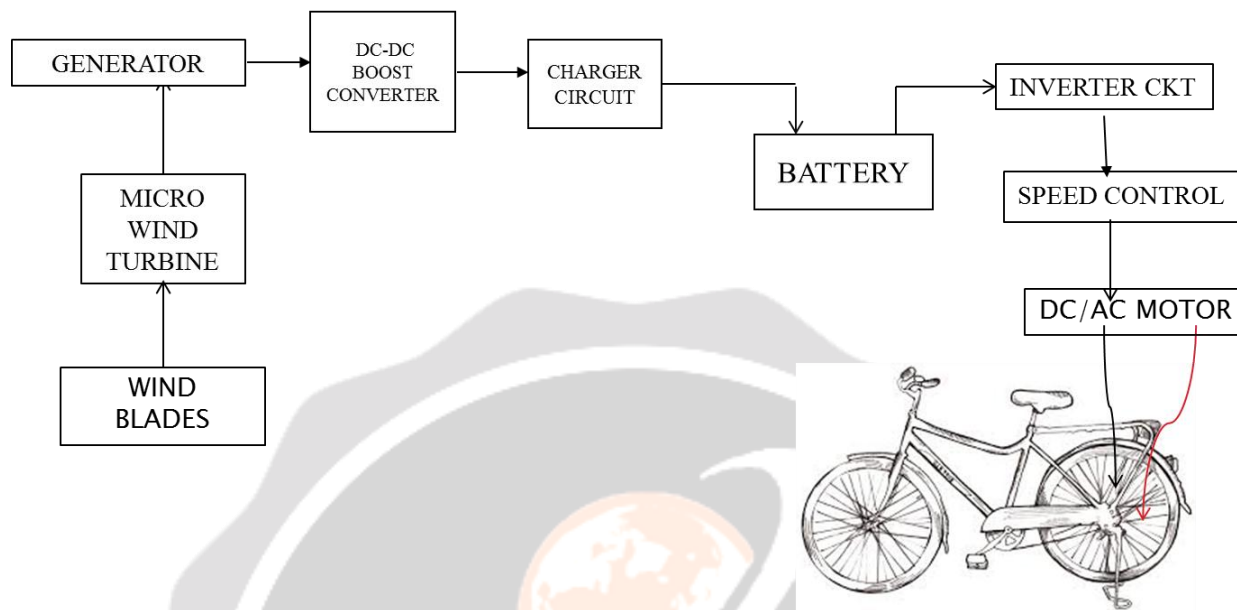 GENERATOR
DC-DC
BOOST
CONVERTER
CHARGER
CIRCUIT
BATTERY
INVERTER CKT
SPEED CONTROL
DC/AC MOTOR
MICRO
WIND
TURBINE
WIND
BLADES